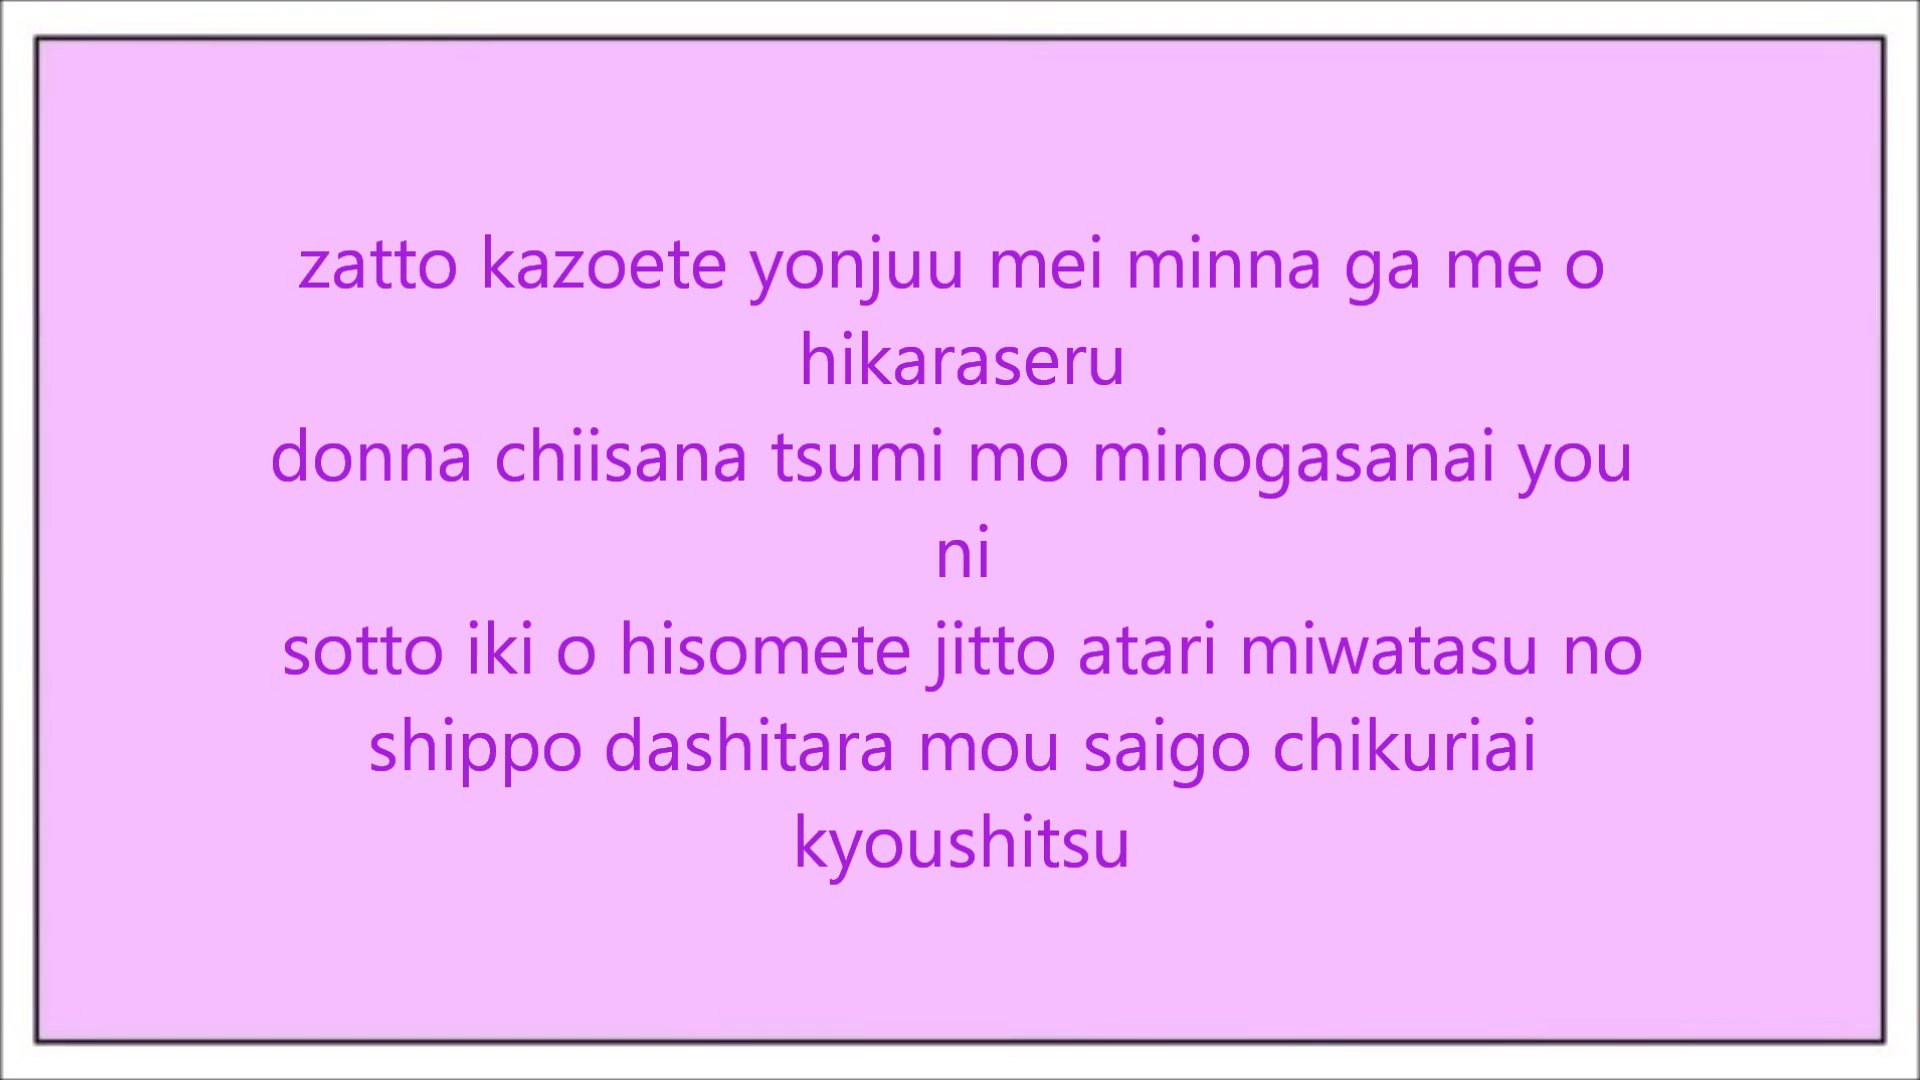 zatto kazoete yonjuu mei minna ga me o
hikaraseru
donna chiisana tsumi mo minogasanai you
ni
sotto iki o hisomete jitto atari miwatasu no
shippo dashitara mou saigo chikuriai
kyoushitsu